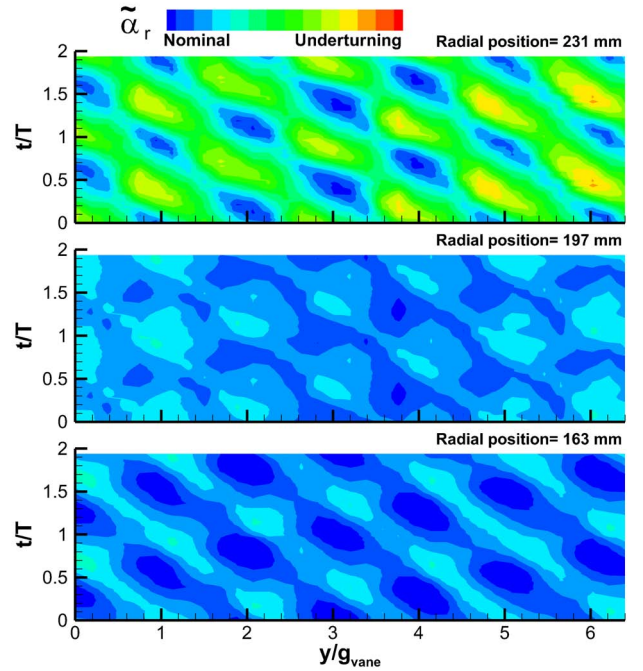 α̃r
Nominal Underturning
Radial position= 231 mm
2
1.5
1
0.5
0
t/T
Radial position= 197 mm
2
1.5
1
0.5
0
t/T
Radial position= 163 mm
2
1.5
1
0.5
0
t/T
0 1 2 3 4 5 6
y/gvane